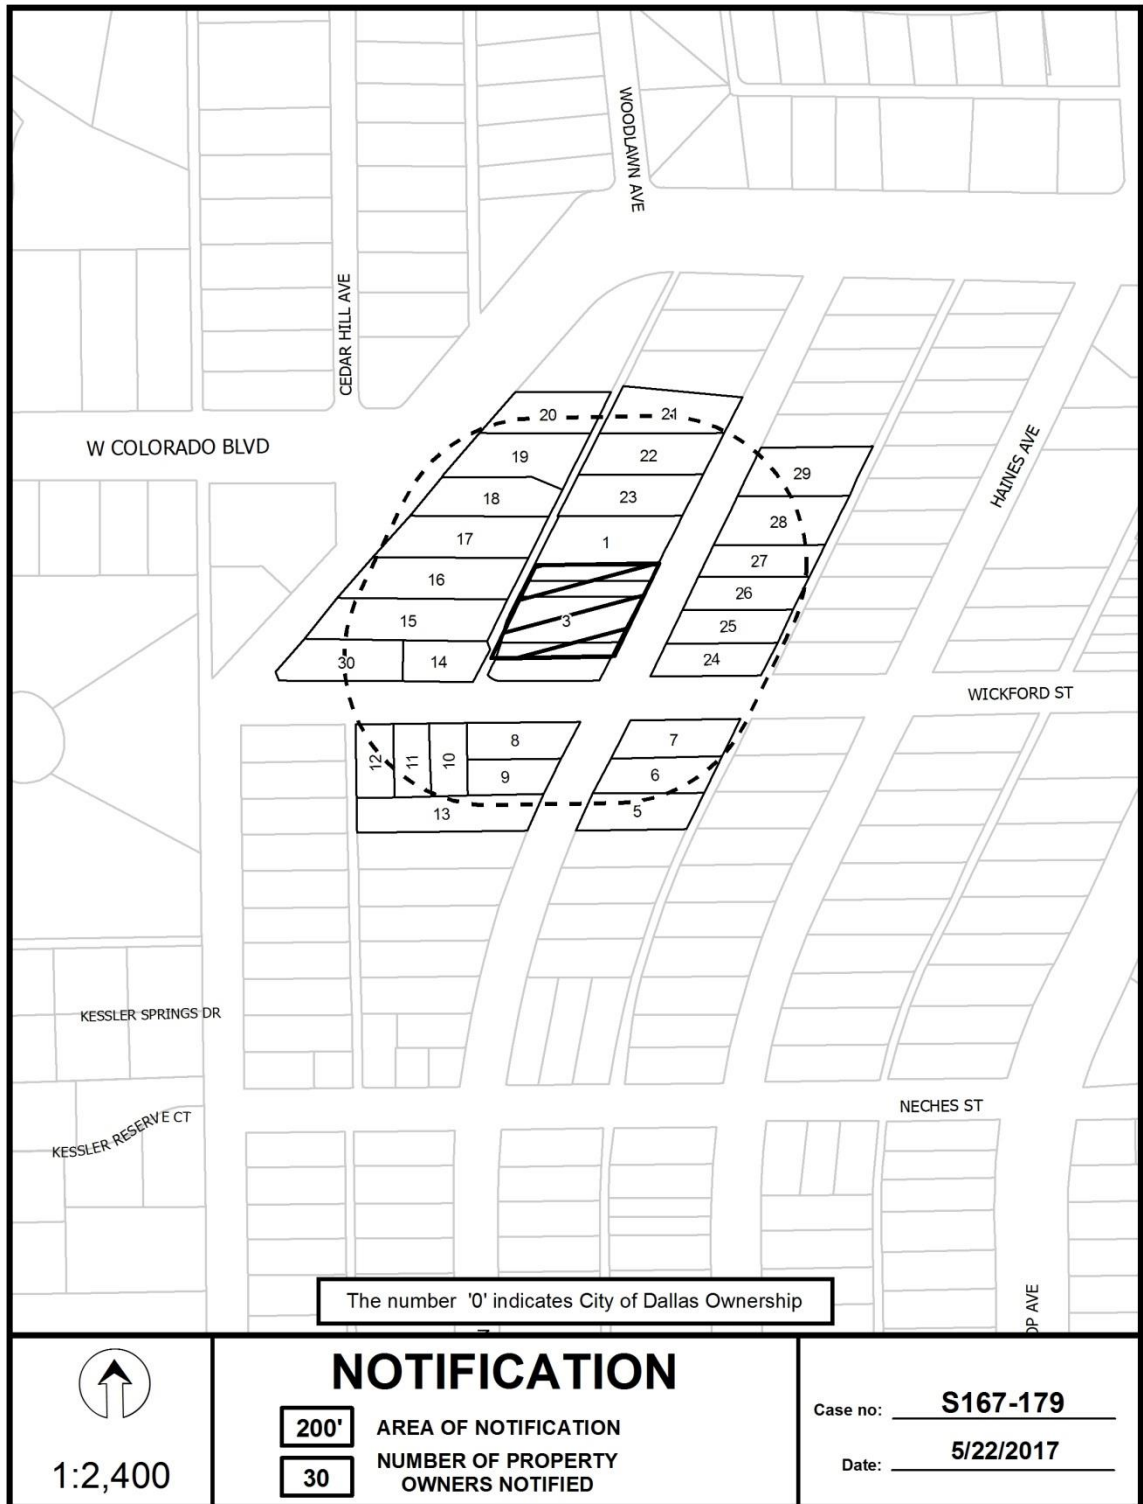 WOODLAWN AVE
CEDAR HILL AVE
W COLORADO BLVD
HAINES AVE
20
21
19
22
29
18
23
28
17
1
27
16
26
3
15
25
30
14
24
WICKFORD ST
8
7
12
11
10
9
6
13
5
KESSLER SPRINGS DR
NECHES ST
KESSLER RESERVE CT
OP AVE
The number '0' indicates City of Dallas Ownership
1:2,400
NOTIFICATION
200' AREA OF NOTIFICATION
30 NUMBER OF PROPERTY
OWNERS NOTIFIED
Case no: S167-179
Date: 5/22/2017